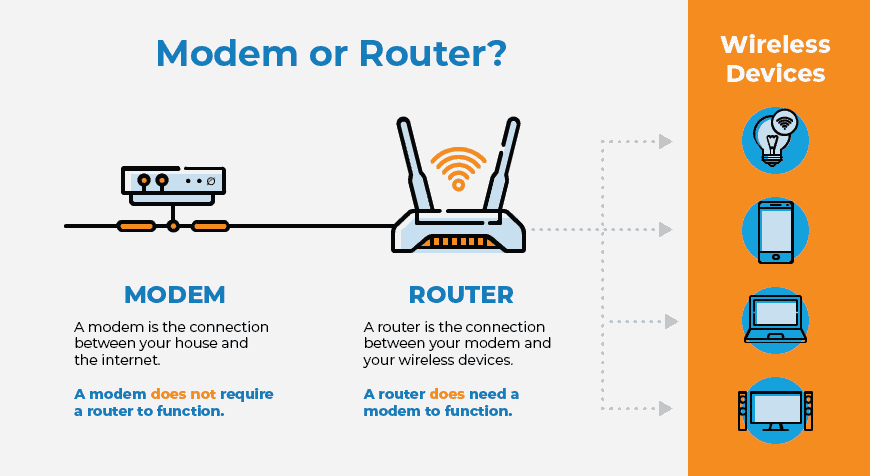 Modem or Router?
Wireless
Devices
MODEM
A modem is the connection
between your house and
the internet.
A modem does not require
a router to function.
ROUTER
A router is the connection
between your modem and
your wireless devices.
A router does need a
modem to function.